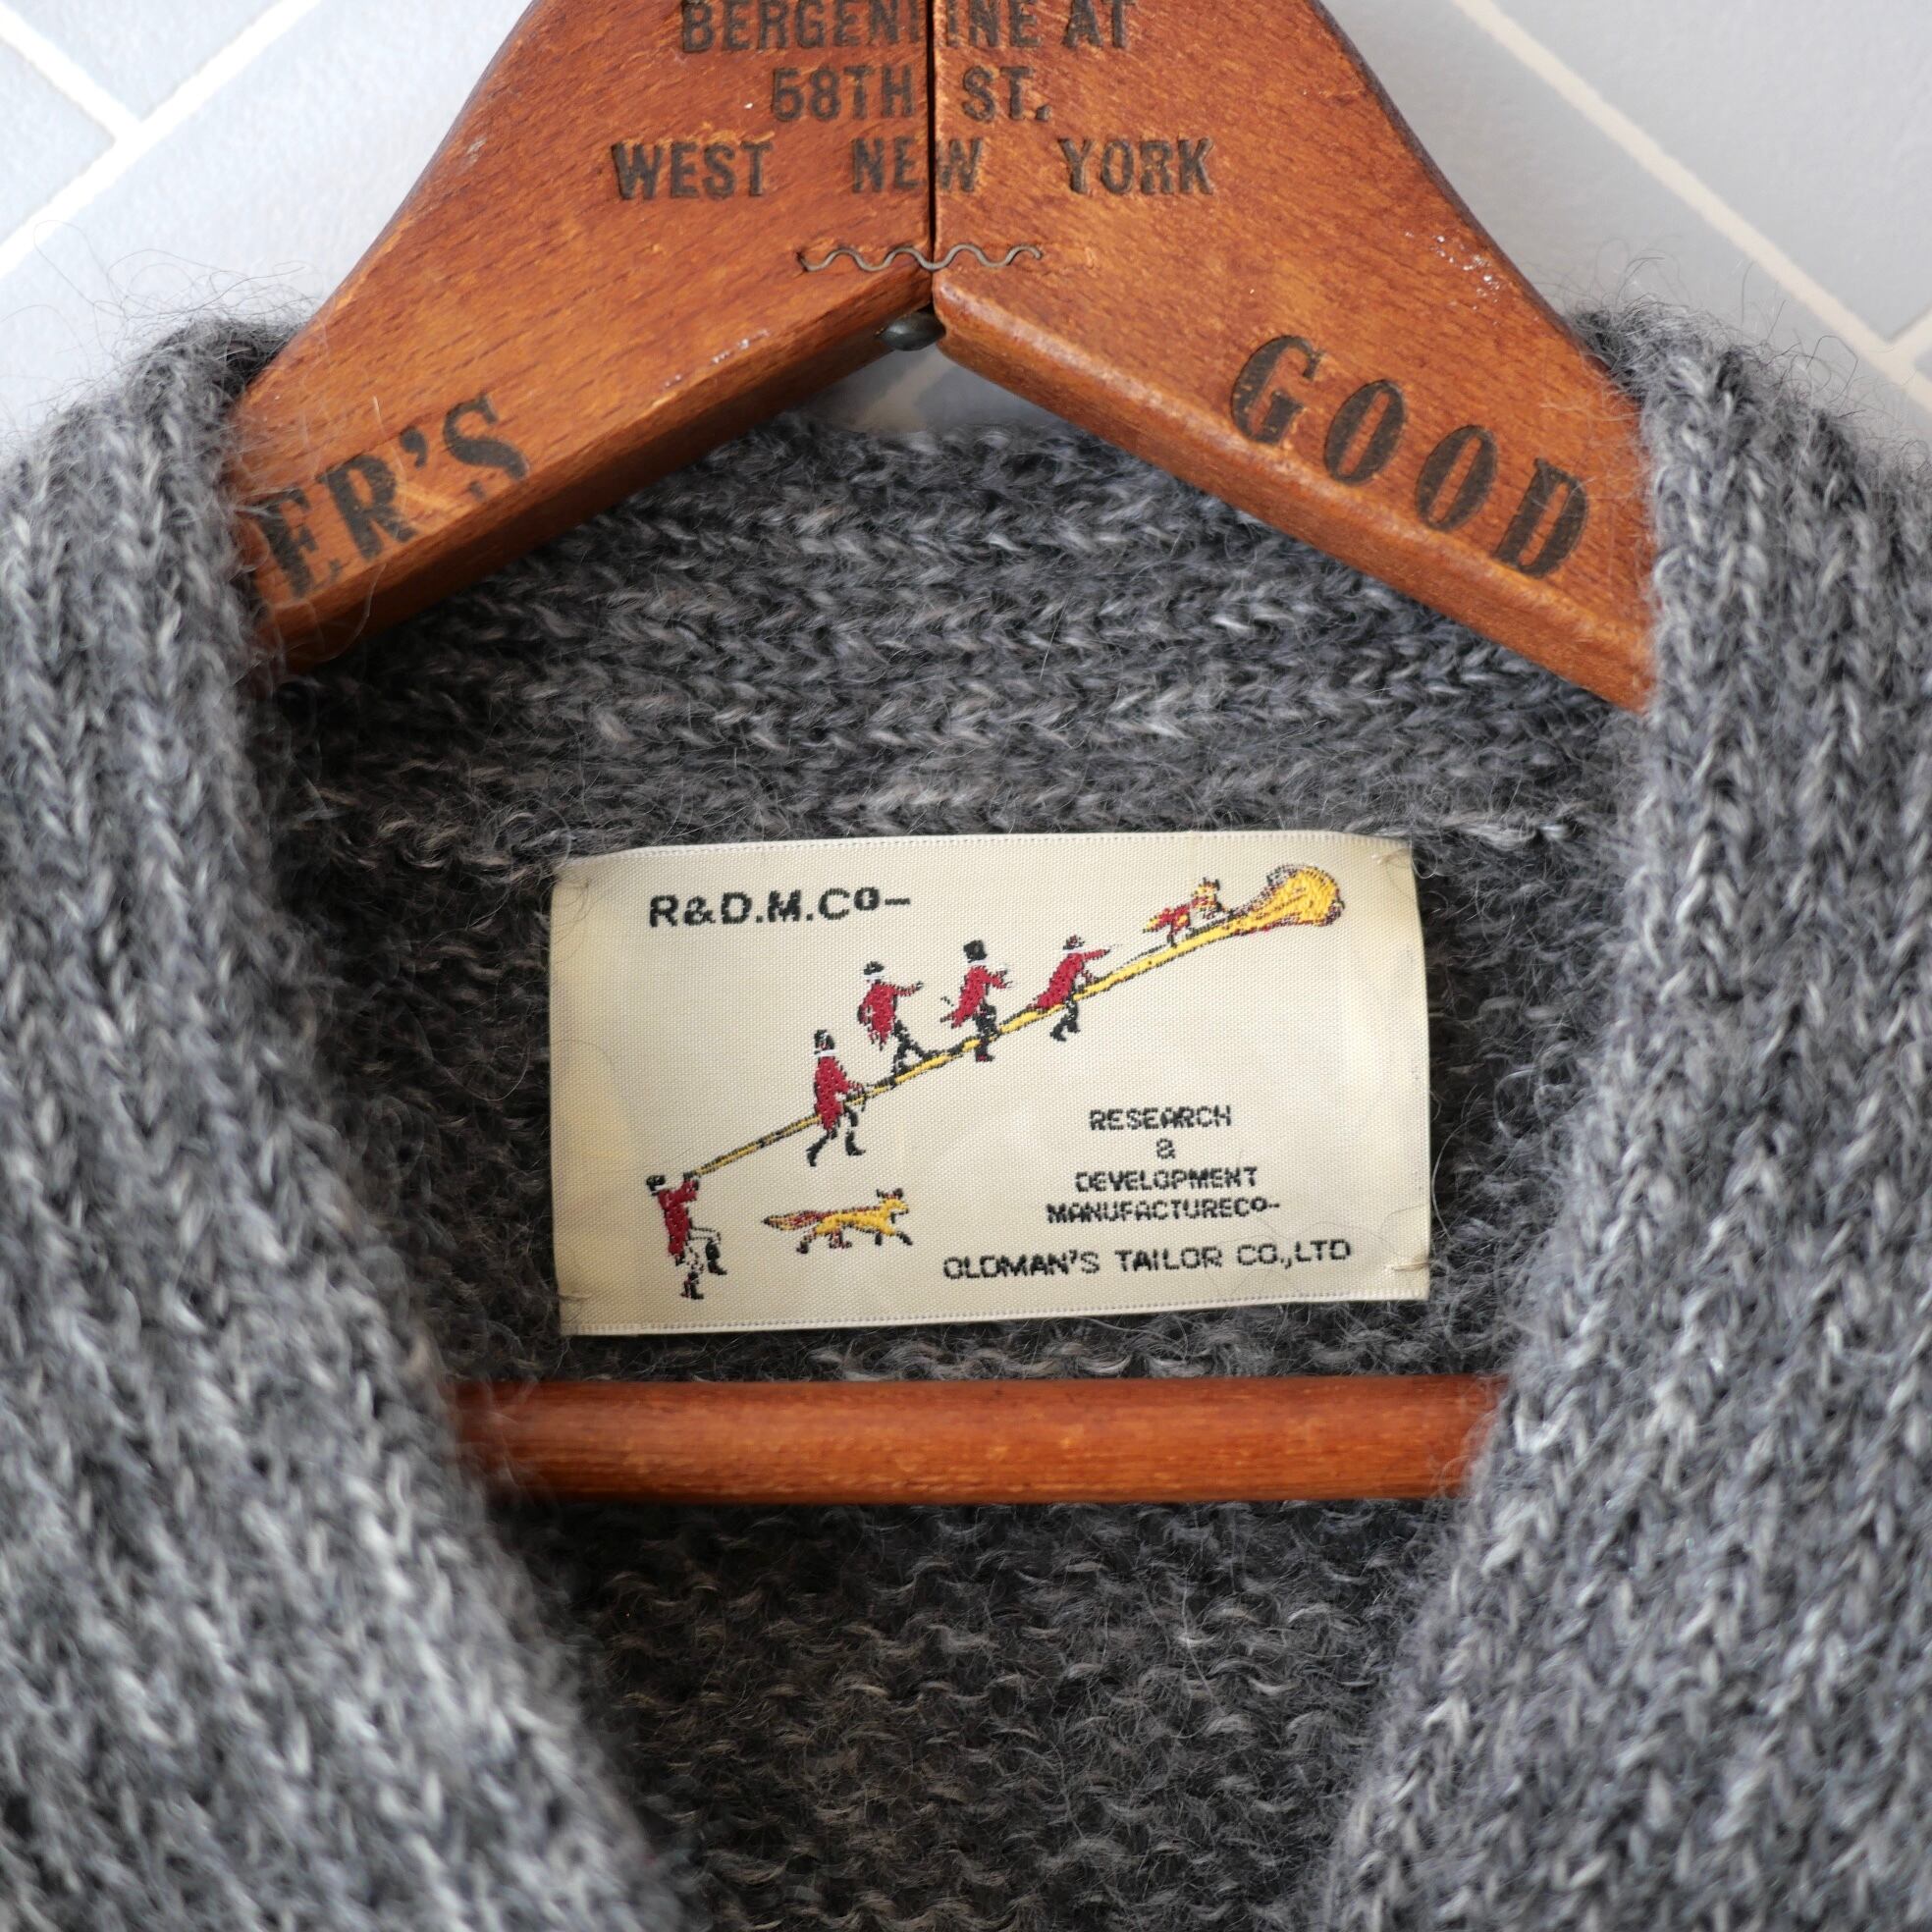 BERGENLINE AT
58TH ST.
WEST NEW YORK
ER'S GOOD
R&D.M.Co-
RESEARCH
&
DEVELOPMENT
MANUFACTURECO-
OLDMAN'S TAILOR CO.,LTD